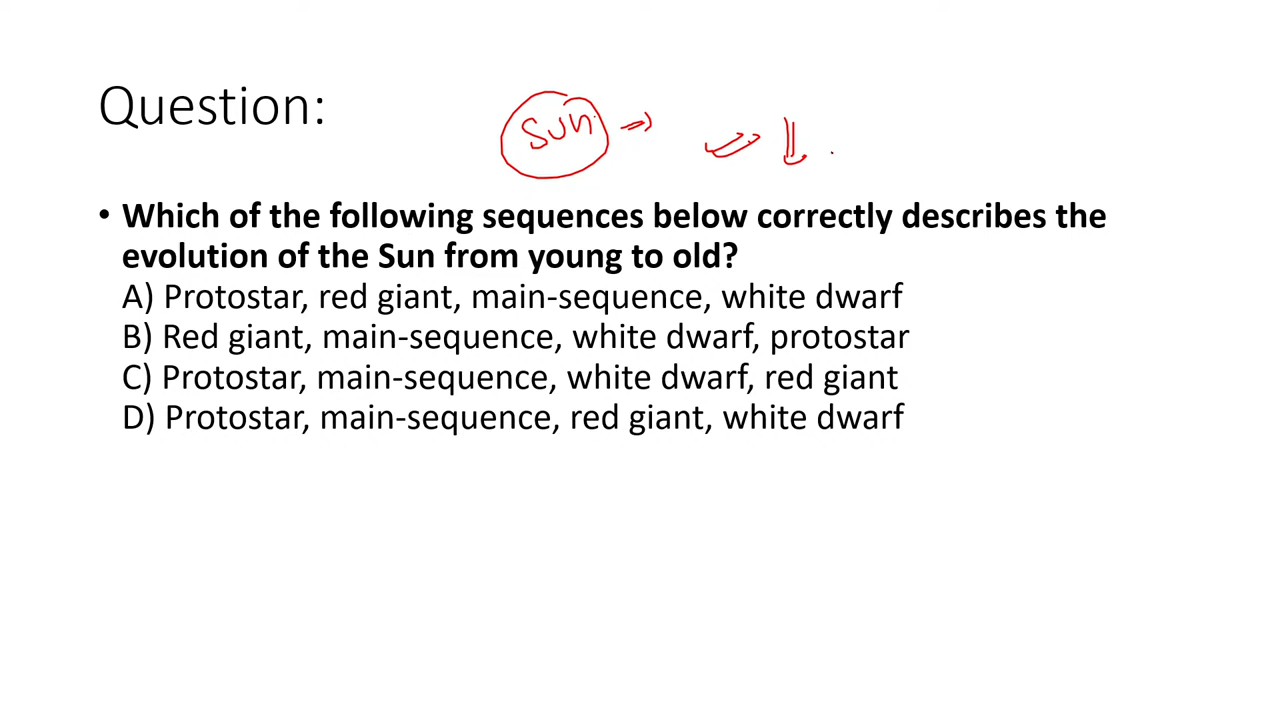 Question:
Sun
• Which of the following sequences below correctly describes the
evolution of the Sun from young to old?
A) Protostar, red giant, main-sequence, white dwarf
B) Red giant, main-sequence, white dwarf, protostar
C) Protostar, main-sequence, white dwarf, red giant
D) Protostar, main-sequence, red giant, white dwarf